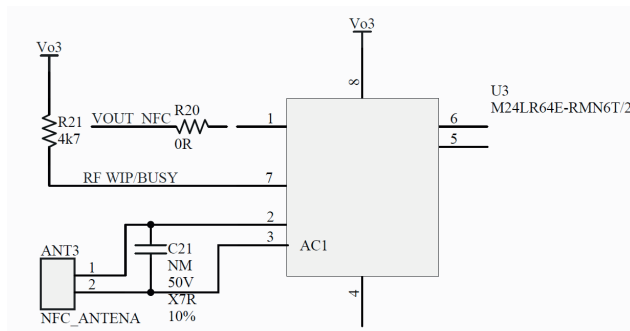 Vo3
Vo3
8
U3
M24LR64E-RMN6T/2
R21
4k7
VOUT_NFC
R20
0R
1
6
5
RF WIP/BUSY
7
2
3
AC1
ANT3
1
2
C21
NM
50V
X7R
10%
4
NFC_ANTENA